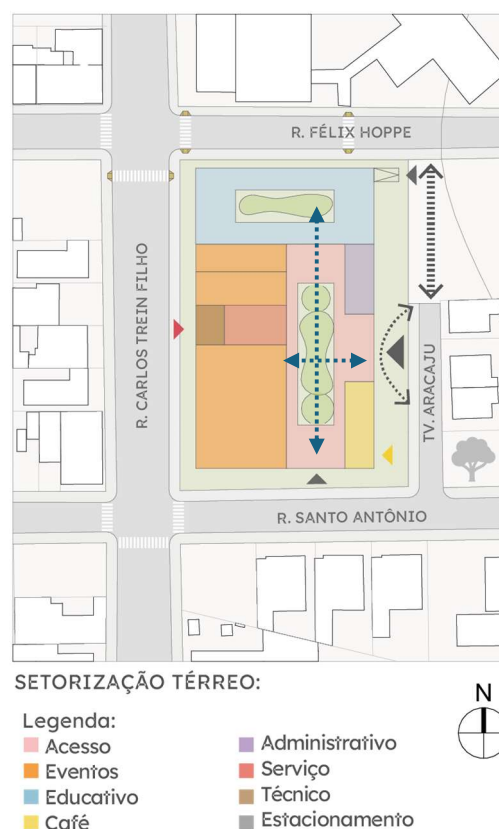 R. FÉLIX HOPPE
R. CARLOS TREIN FILHO
TV. ARACAJU
R. SANTO ANTÔNIO
SETORIZAÇÃO TÉRREO:
N
Legenda:
Acesso
Eventos
Educativo
Café
Administrativo
Serviço
Técnico
Estacionamento